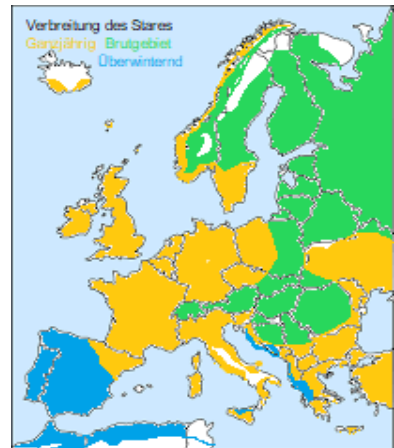 Verbreitung des Stares
Ganzjährig Brutgebiet
Überwinternd